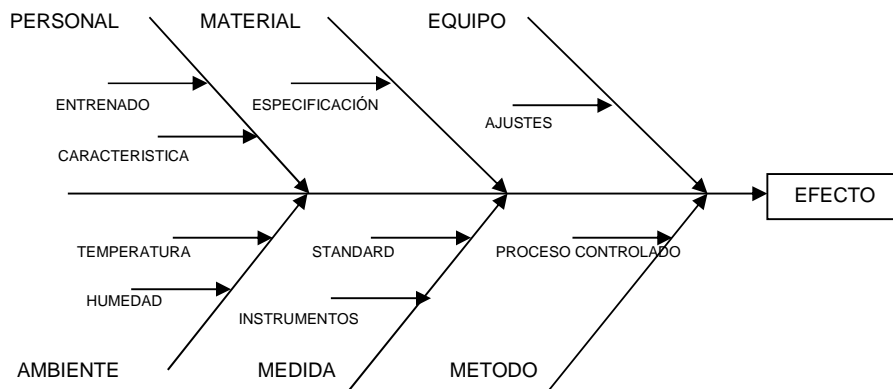 PERSONAL
MATERIAL
EQUIPO
ENTRENADO
ESPECIFICACIÓN
AJUSTES
CARACTERISTICA
EFECTO
TEMPERATURA
STANDARD
PROCESO CONTROLADO
HUMEDAD
INSTRUMENTOS
AMBIENTE
MEDIDA
METODO